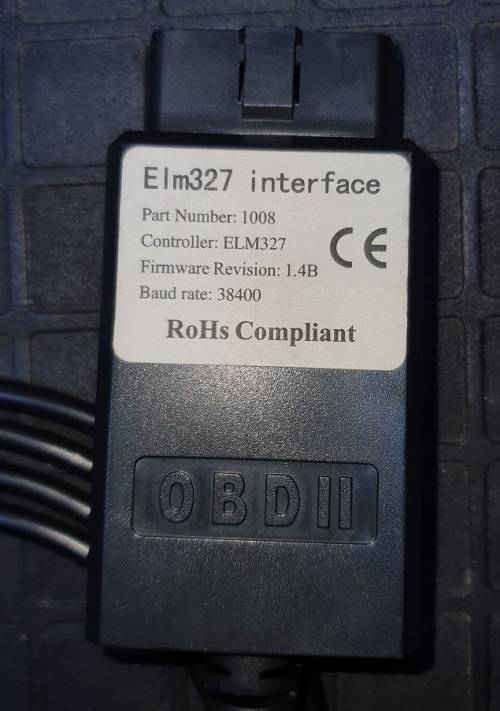 Elm327 interface
Part Number: 1008
Controller: ELM327
Firmware Revision: 1.4B
Baud rate: 38400
CE
RoHs Compliant
OBDII